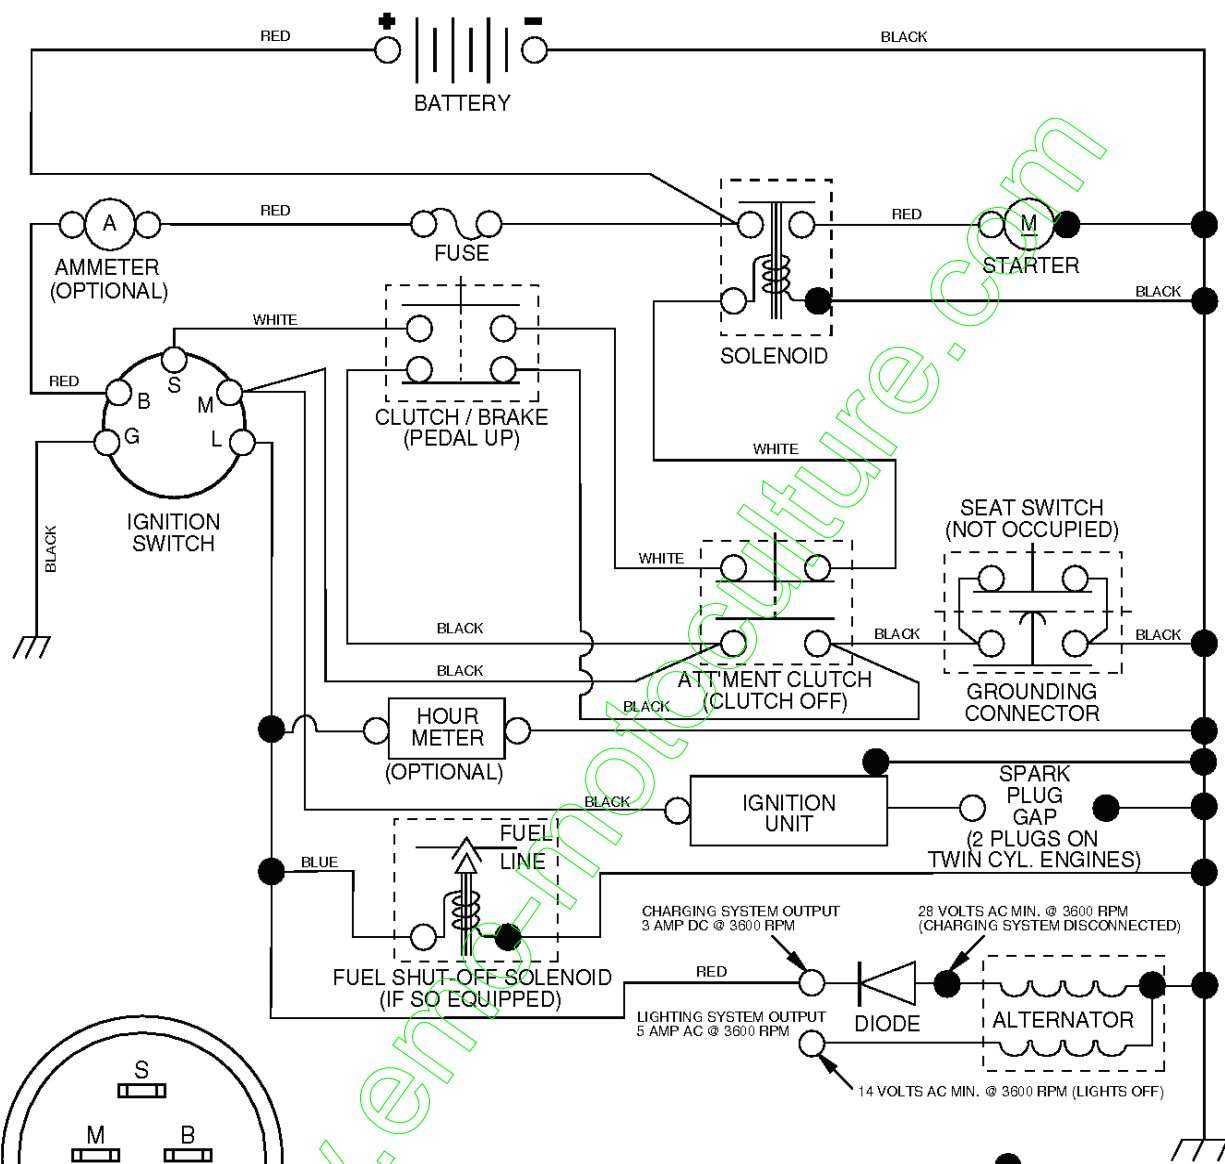 RED
+
-
BLACK
BATTERY
A
RED
FUSE
RED
M
STARTER
AMMETER
(OPTIONAL)
BLACK
WHITE
SOLENOID
RED
S
B
M
CLUTCH / BRAKE
(PEDAL UP)
G
L
WHITE
IGNITION
SWITCH
BLACK
SEAT SWITCH
(NOT OCCUPIED)
WHITE
BLACK
BLACK
BLACK
BLACK
ATT'MENT CLUTCH
(CLUTCH OFF)
GROUNDING
CONNECTOR
BLACK
HOUR
METER
(OPTIONAL)
BLACK
IGNITION
UNIT
SPARK
PLUG
GAP
(2 PLUGS ON
TWIN CYL. ENGINES)
FUEL
LINE
BLUE
FUEL SHUT-OFF SOLENOID
(IF SO EQUIPPED)
CHARGING SYSTEM OUTPUT
3 AMP DC @ 3600 RPM
28 VOLTS AC MIN. @ 3600 RPM
(CHARGING SYSTEM DISCONNECTED)
RED
LIGHTING SYSTEM OUTPUT
5 AMP AC @ 3600 RPM
DIODE
ALTERNATOR
14 VOLTS AC MIN. @ 3600 RPM (LIGHTS OFF)
S
M
B
.emc-motoculture.com